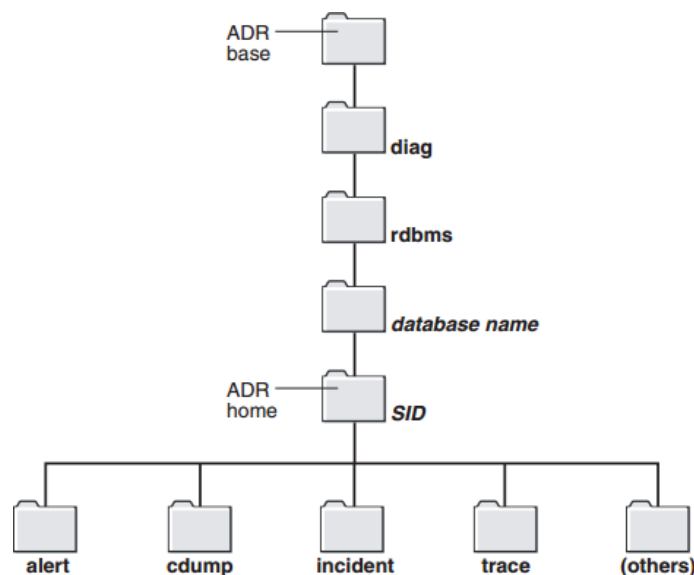 ADR
base
diag
rdbms
database name
ADR
home
SID
alert
cdump
incident
trace
(others)